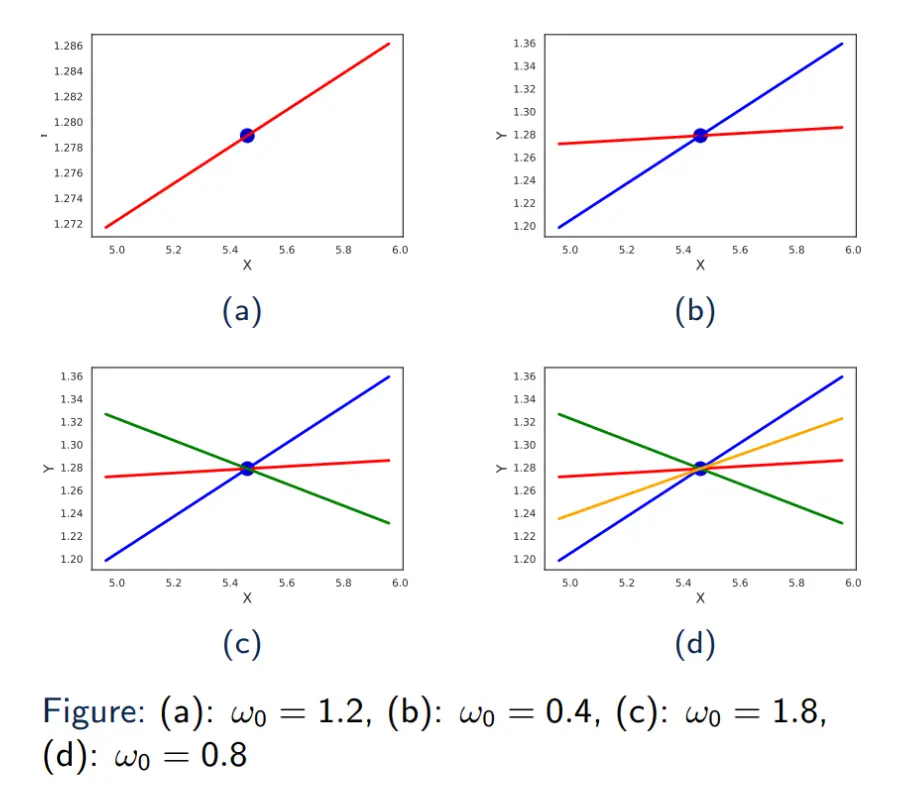 1.286
1.284
1.282
1.280
1.278
1.276
1.274
1.272
5.0 5.2 5.4 5.6 5.8 6.0
X
(a)
1.36
1.34
1.32
1.30
Y
1.28
1.26
1.24
1.22
1.20
5.0 5.2 5.4 5.6 5.8 6.0
X
(b)
1.36
1.34
1.32
1.30
Y
1.28
1.26
1.24
1.22
1.20
5.0 5.2 5.4 5.6 5.8 6.0
X
(c)
1.36
1.34
1.32
1.30
Y
1.28
1.26
1.24
1.22
1.20
5.0 5.2 5.4 5.6 5.8 6.0
X
(d)
Figure: (a): ω₀ = 1.2, (b): ω₀ = 0.4, (c): ω₀ = 1.8,
(d): ω₀ = 0.8